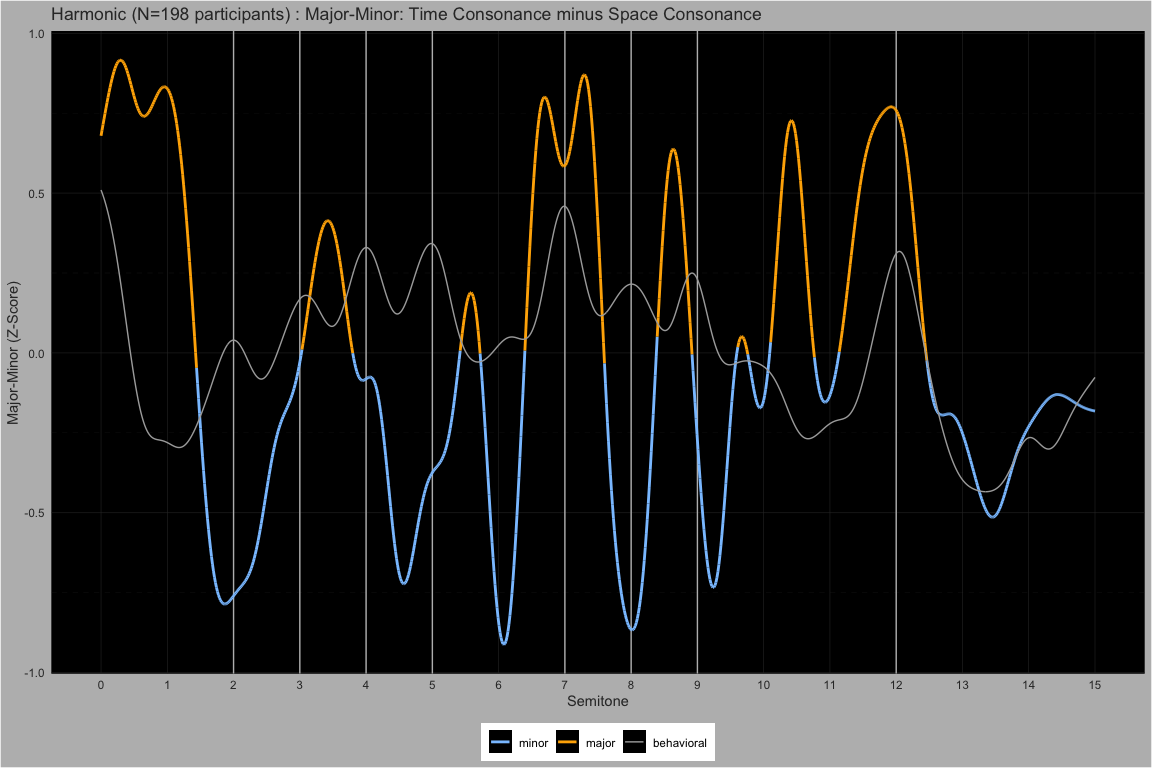 Harmonic (N=198 participants) : Major-Minor: Time Consonance minus Space Consonance
Major-Minor (Z-Score)
1.0
0.5
0.0
-0.5
-1.0
0 1 2 3 4 5 6 7 8 9 10 11 12 13 14 15
Semitone
minor major behavioral